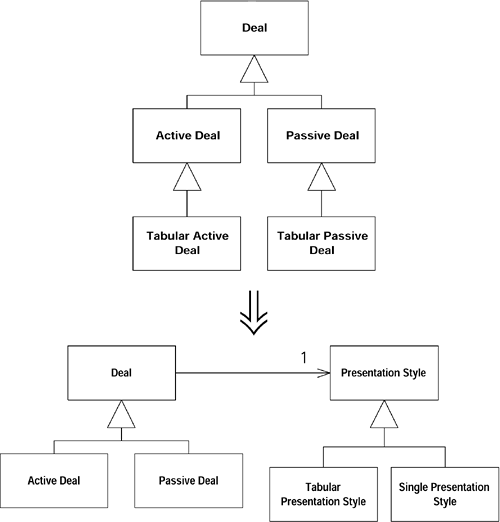 Deal
Active Deal
Passive Deal
Tabular Active
Deal
Tabular Passive
Deal
1
Deal
Presentation Style
Active Deal
Passive Deal
Tabular
Presentation Style
Single Presentation
Style